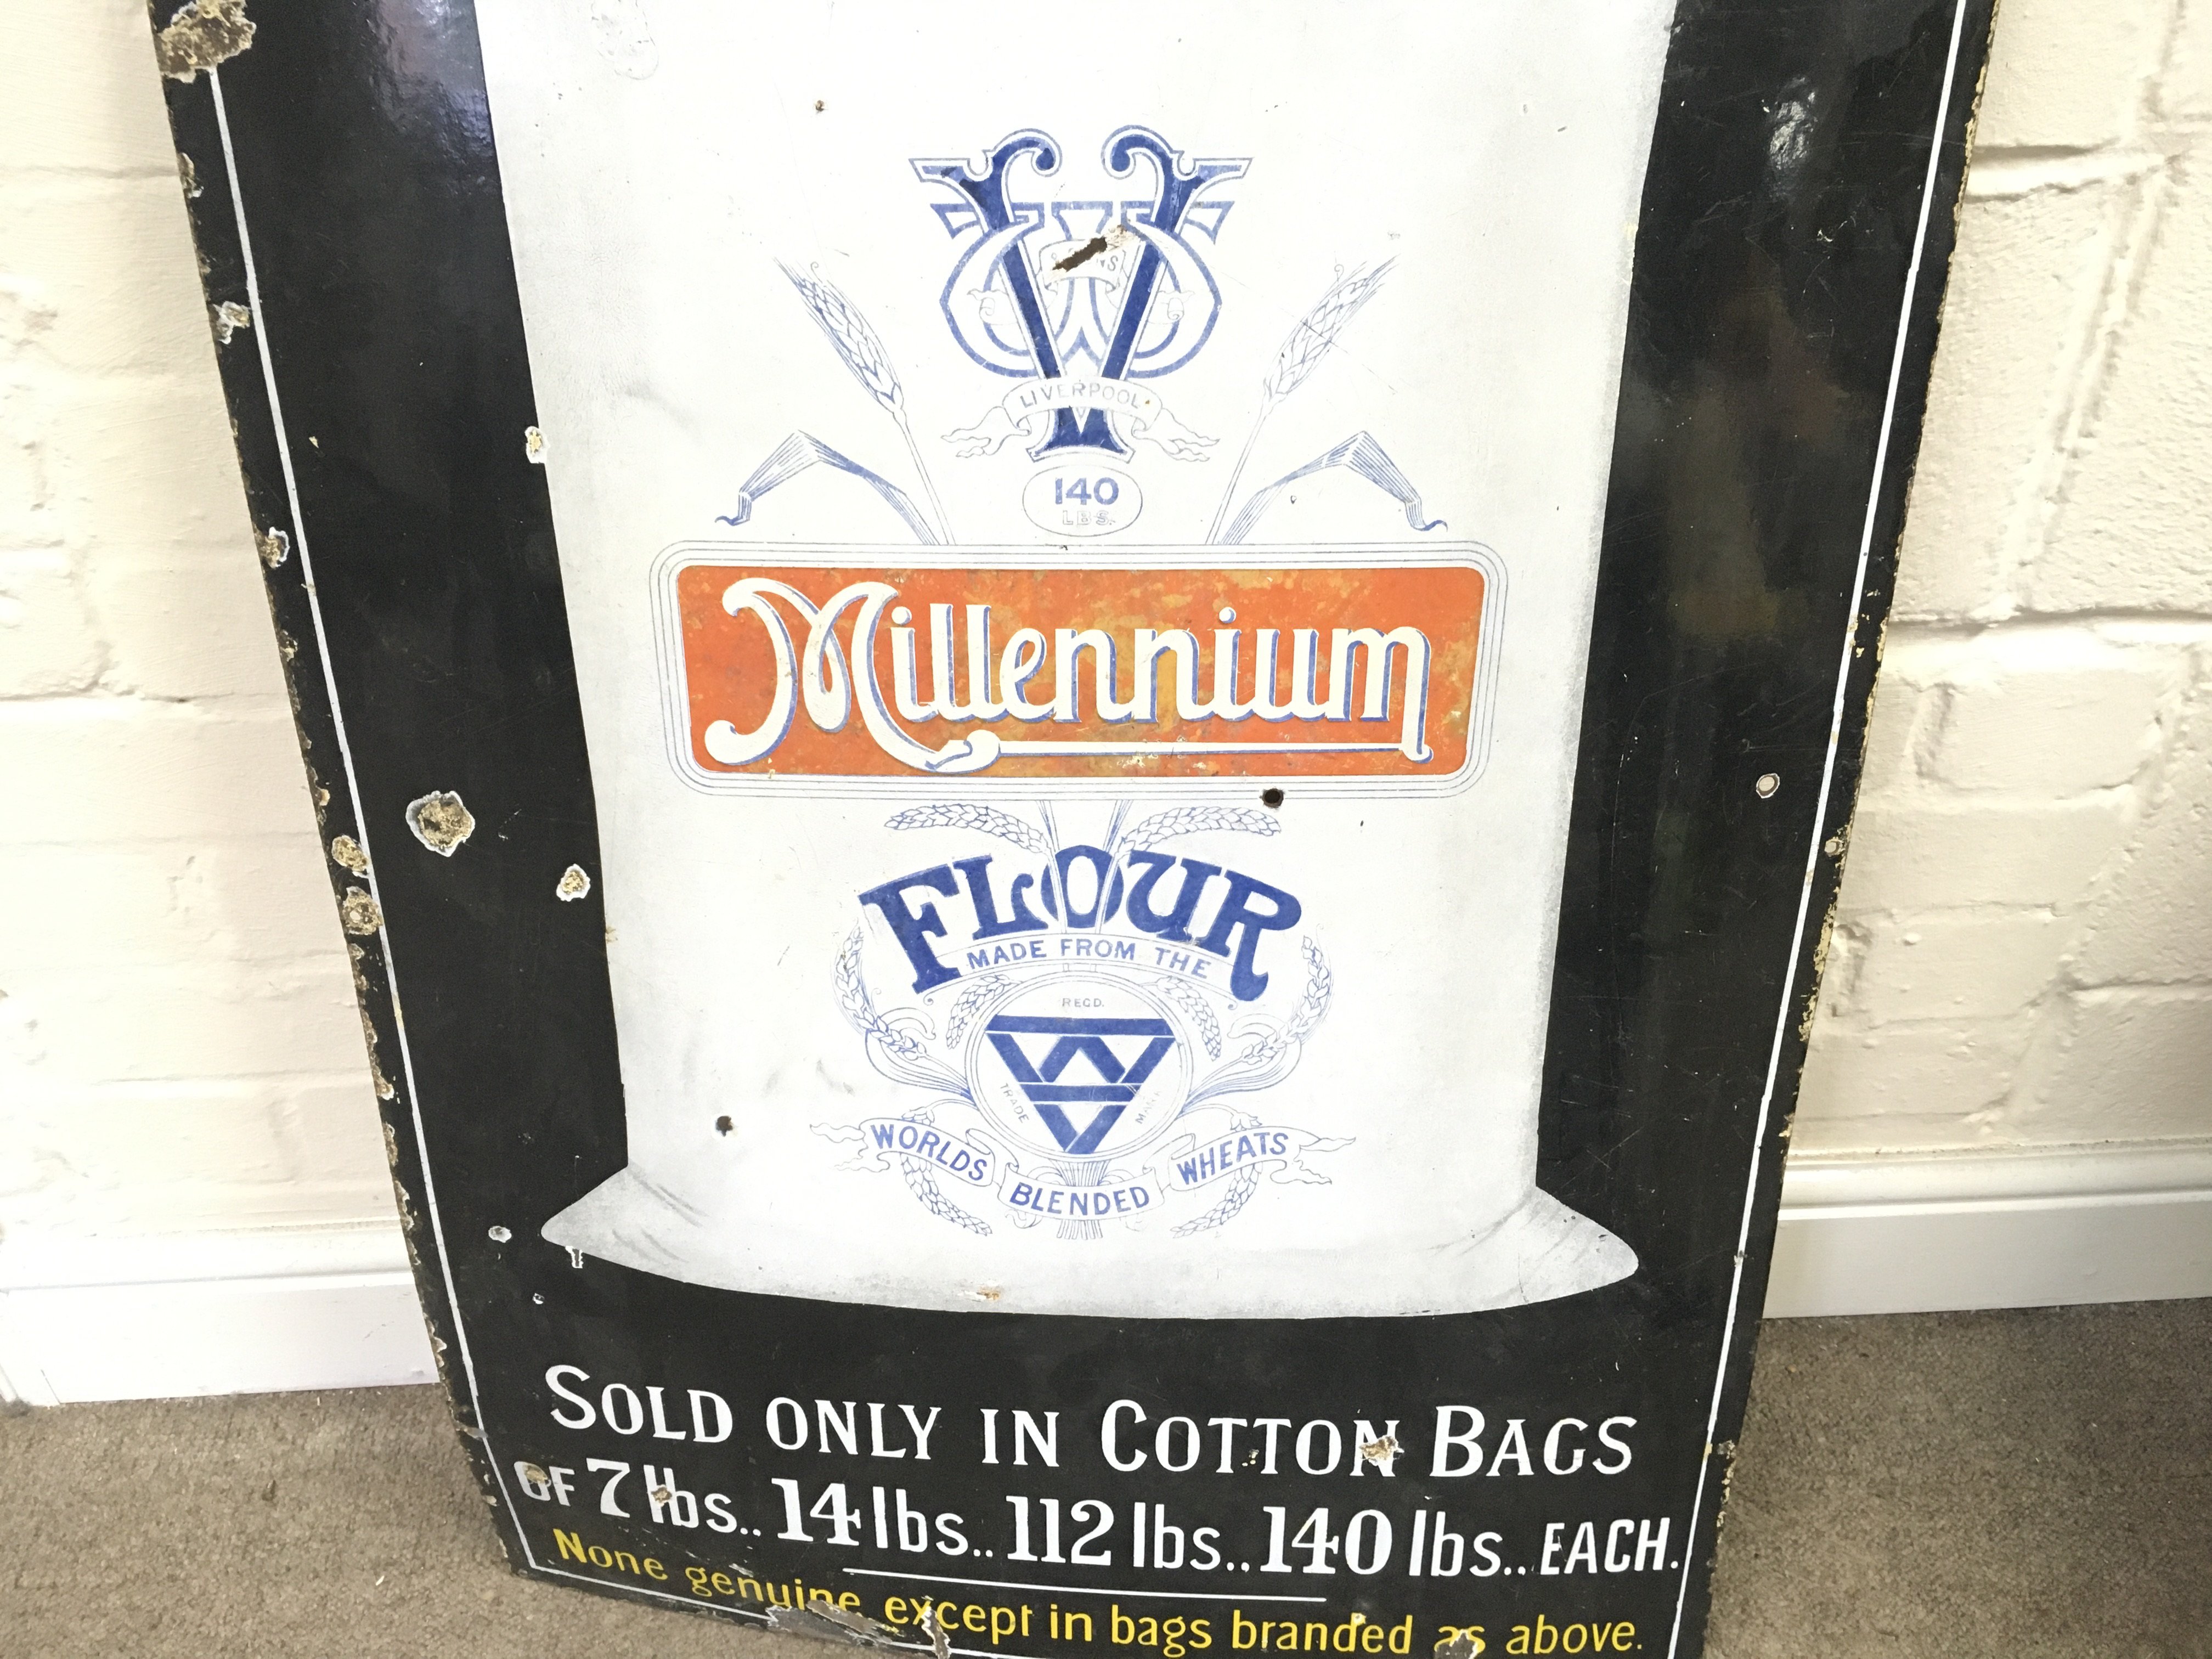 LIVERPOOL
140
LBS.
Millennium
FLOUR
MADE FROM THE
REGD.
TRADE MARK
WORLDS BLENDED WHEATS
SOLD ONLY IN COTTON BAGS
OF 7 lbs.. 14 lbs.. 112 lbs.. 140 lbs.. EACH.
None genuine except in bags branded as above.